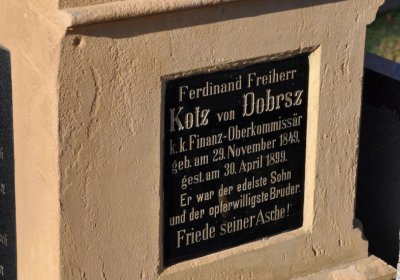 Ferdinand Freiherr
Kotz von Dobrsz
k. k. Finanz-Oberkommissär
geb. am 29. November 1849,
gest. am 30. April 1899.
Er war der edelste Sohn
und der opferwilligste Bruder.
Friede seiner Asche!